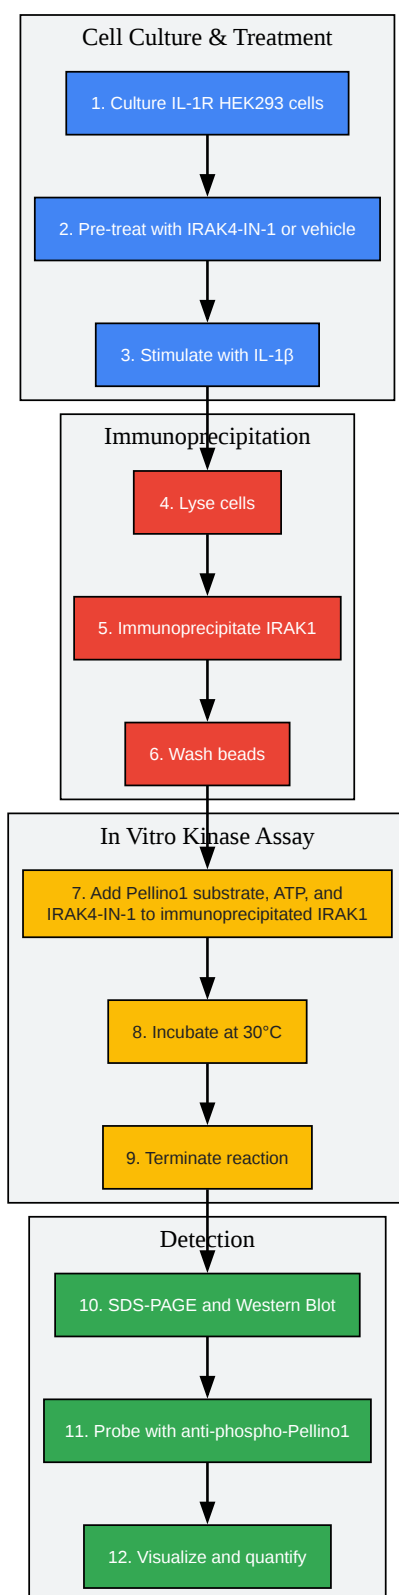 Cell Culture & Treatment
1. Culture IL-1R HEK293 cells
2. Pre-treat with IRAK4-IN-1 or vehicle
3. Stimulate with IL-1β
Immunoprecipitation
4. Lyse cells
5. Immunoprecipitate IRAK1
6. Wash beads
In Vitro Kinase Assay
7. Add Pellino1 substrate, ATP, and
IRAK4-IN-1 to immunoprecipitated IRAK1
8. Incubate at 30°C
9. Terminate reaction
Detection
10. SDS-PAGE and Western Blot
11. Probe with anti-phospho-Pellino1
12. Visualize and quantify